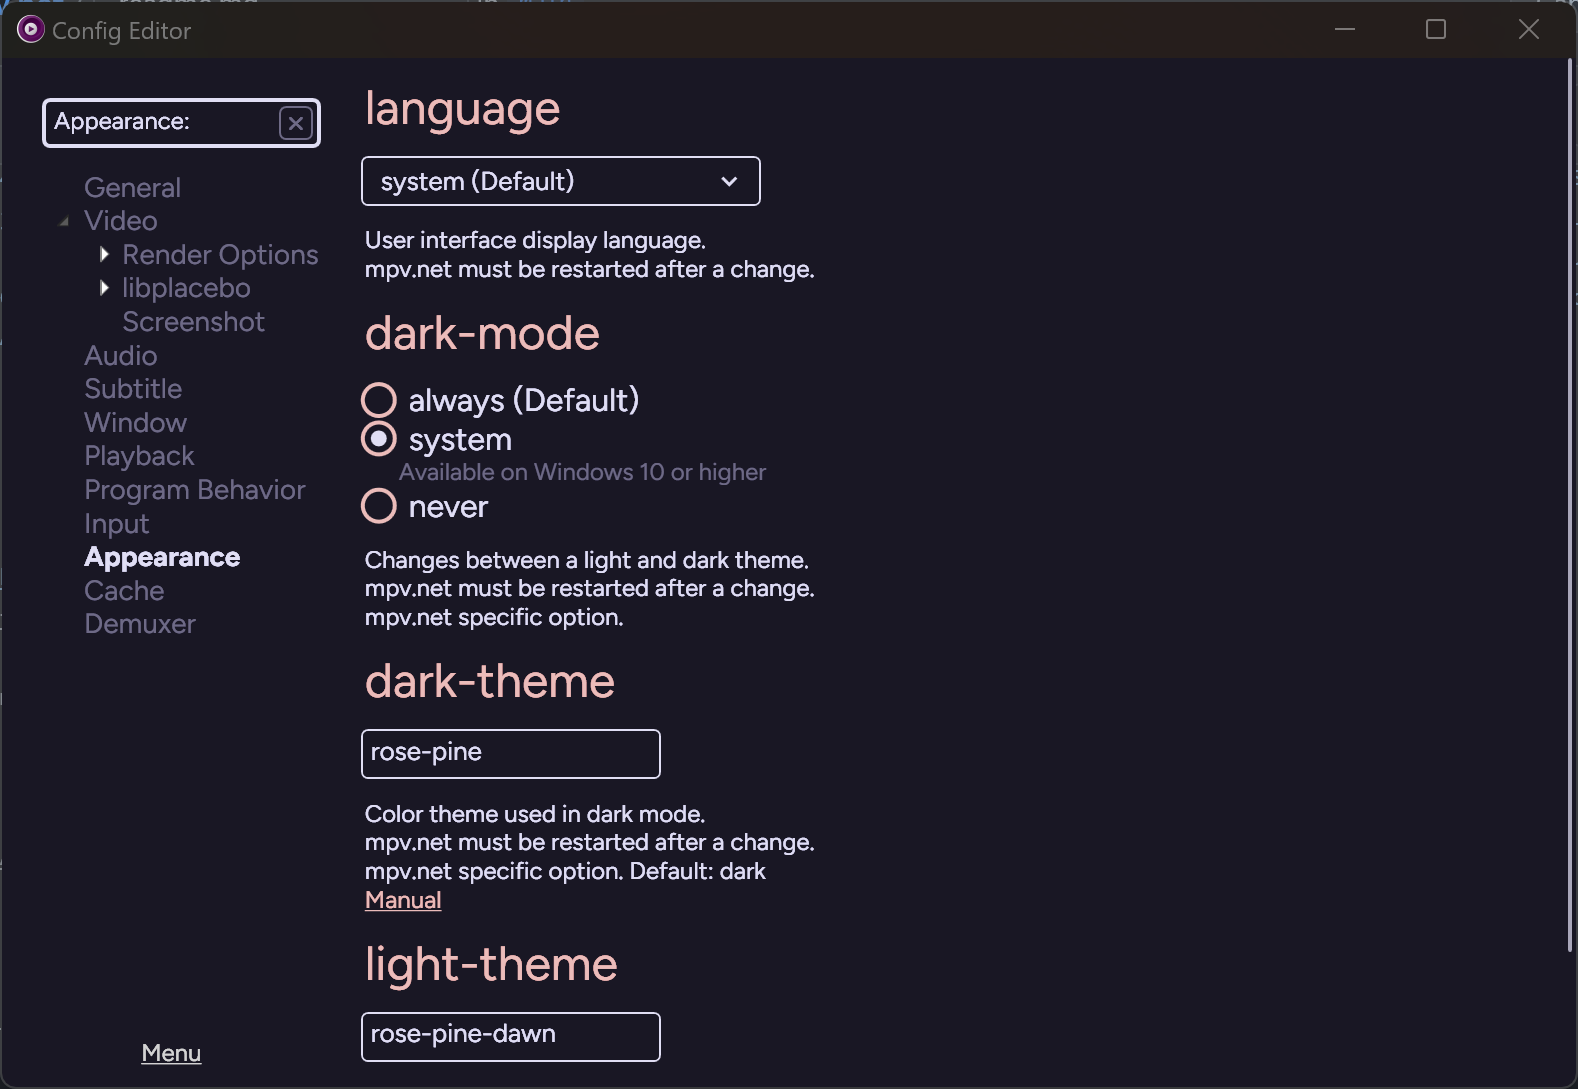 Config Editor
Appearance:
General
Video
Render Options
libplacebo
Screenshot
Audio
Subtitle
Window
Playback
Program Behavior
Input
Appearance
Cache
Demuxer
Menu
language
system (Default)
User interface display language.
mpv.net must be restarted after a change.
dark-mode
always (Default)
system
Available on Windows 10 or higher
never
Changes between a light and dark theme.
mpv.net must be restarted after a change.
mpv.net specific option.
dark-theme
rose-pine
Color theme used in dark mode.
mpv.net must be restarted after a change.
mpv.net specific option. Default: dark
Manual
light-theme
rose-pine-dawn